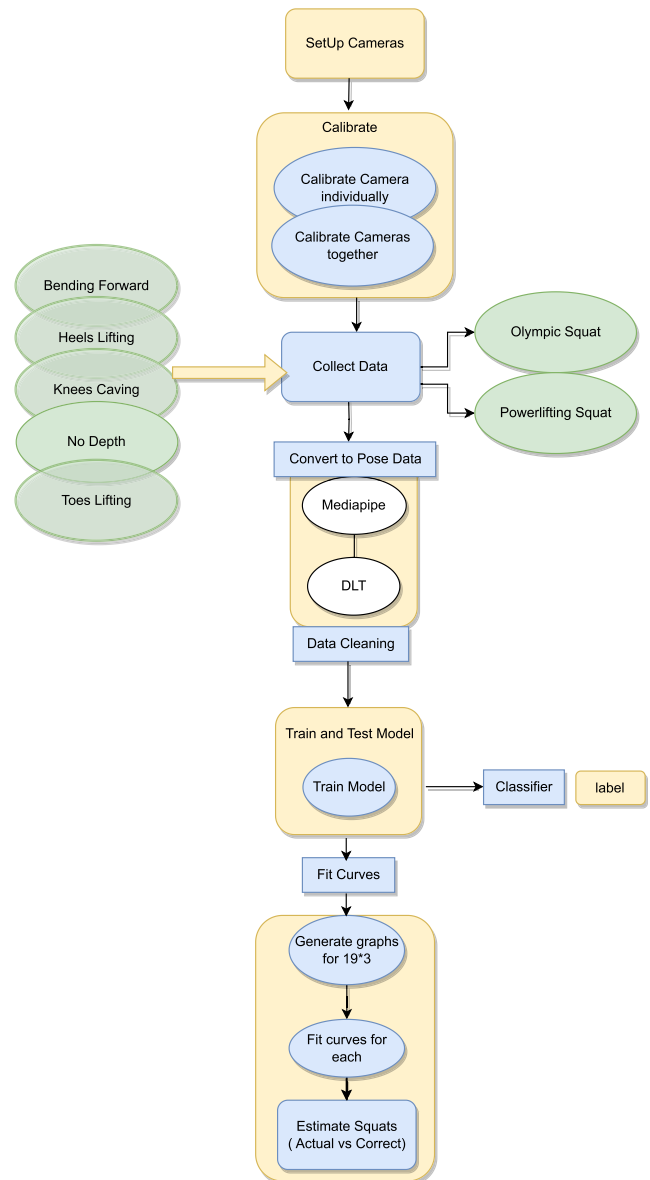 SetUp Cameras
Calibrate
Calibrate Camera
individually
Calibrate Cameras
together
Bending Forward
Heels Lifting
Knees Caving
No Depth
Toes Lifting
Collect Data
Olympic Squat
Powerlifting Squat
Convert to Pose Data
Mediapipe
DLT
Data Cleaning
Train and Test Model
Train Model
Classifier
label
Fit Curves
Generate graphs
for 19*3
Fit curves for
each
Estimate Squats
( Actual vs Correct)